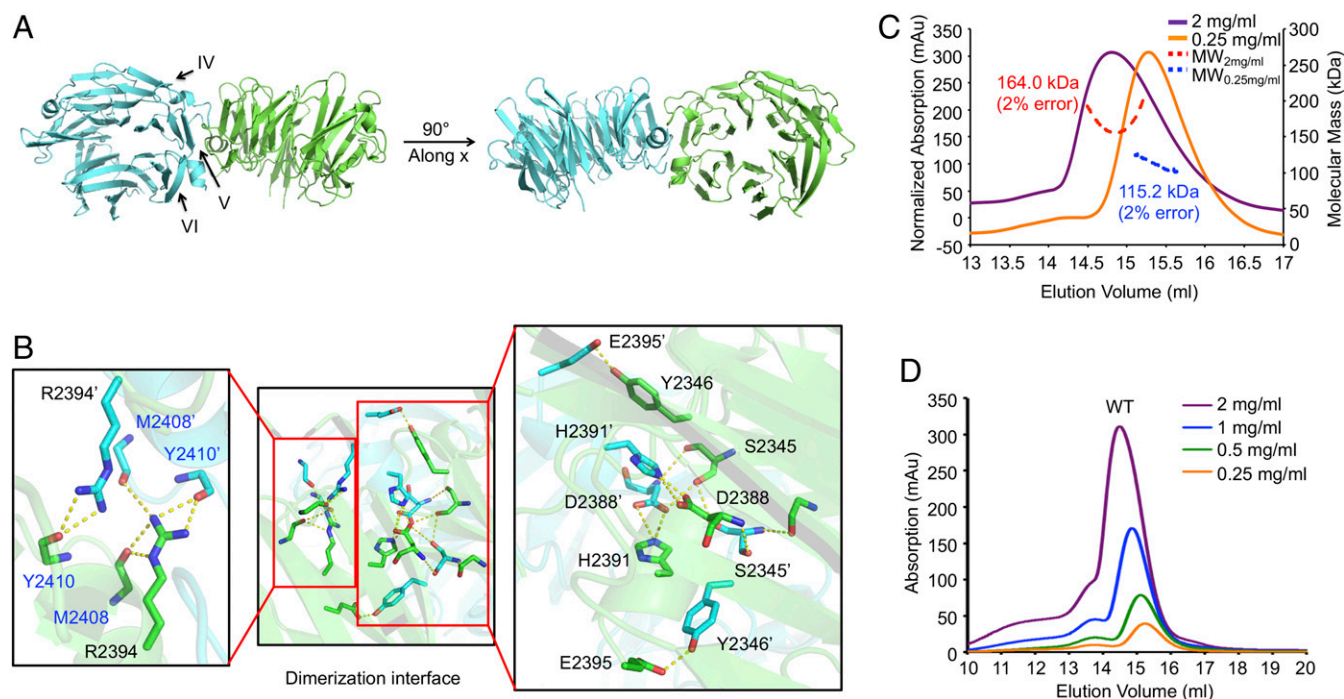 A
IV
V
VI
90°
Along x
B
R2394’
M2408’
Y2410’
Y2410
M2408
R2394
Dimerization interface
E2395’
Y2346
H2391’
S2345
D2388’
D2388
H2391
S2345’
Y2346’
E2395
C
2 mg/ml
0.25 mg/ml
MW2mg/ml
MW0.25mg/ml
Normalized Absorption (mAu)
350
300
250
200
150
100
50
0
-50
164.0 kDa
(2% error)
115.2 kDa
(2% error)
300
250
200
150
100
50
0
Molecular Mass (kDa)
13 13.5 14 14.5 15 15.5 16 16.5 17
Elution Volume (ml)
D
WT
2 mg/ml
1 mg/ml
0.5 mg/ml
0.25 mg/ml
Absorption (mAu)
350
300
250
200
150
100
50
0
10 11 12 13 14 15 16 17 18 19 20
Elution Volume (ml)